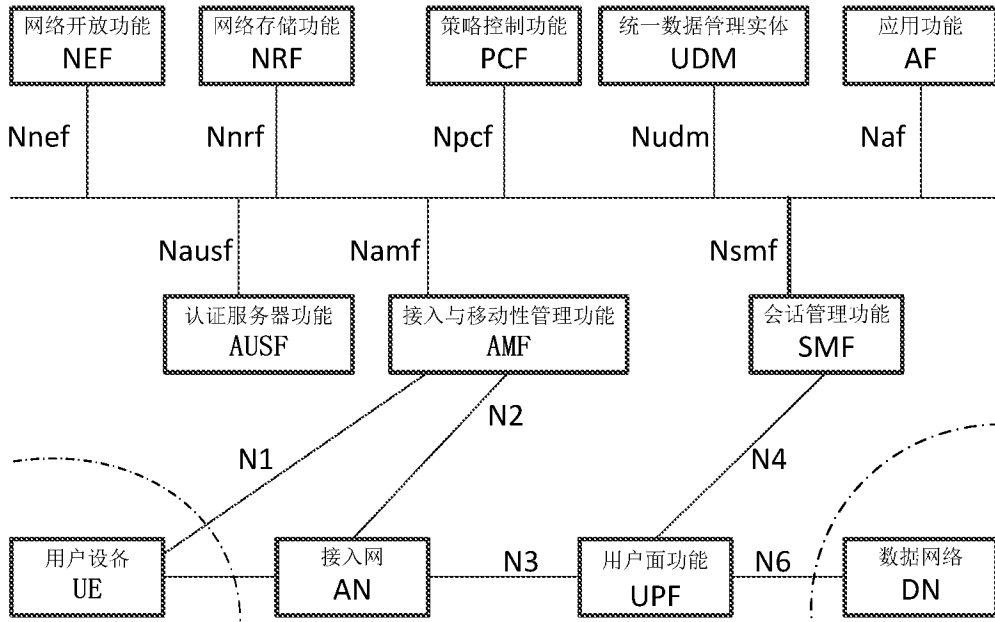 网络开放功能
NEF
网络存储功能
NRF
策略控制功能
PCF
统一数据管理实体
UDM
应用功能
AF
Nnef
Nnrf
Npcf
Nudm
Naf
Nausf
Namf
Nsmf
认证服务器功能
AUSF
接入与移动性管理功能
AMF
会话管理功能
SMF
N1
N2
N4
用户设备
UE
接入网
AN
N3
用户面功能
UPF
N6
数据网络
DN